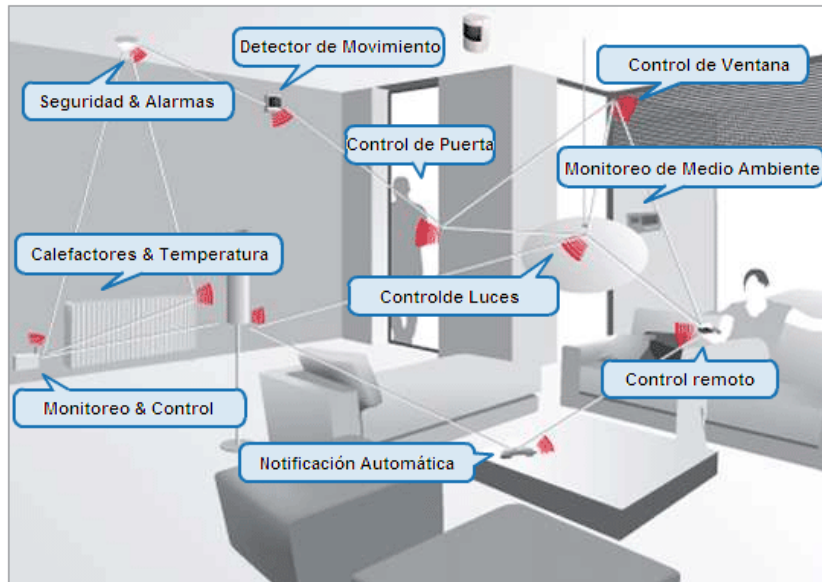 Detector de Movimiento
Control de Ventana
Seguridad & Alarmas
Control de Puerta
Monitoreo de Medio Ambiente
Calefactores & Temperatura
Controlde Luces
Control remoto
Monitoreo & Control
Notificación Automática